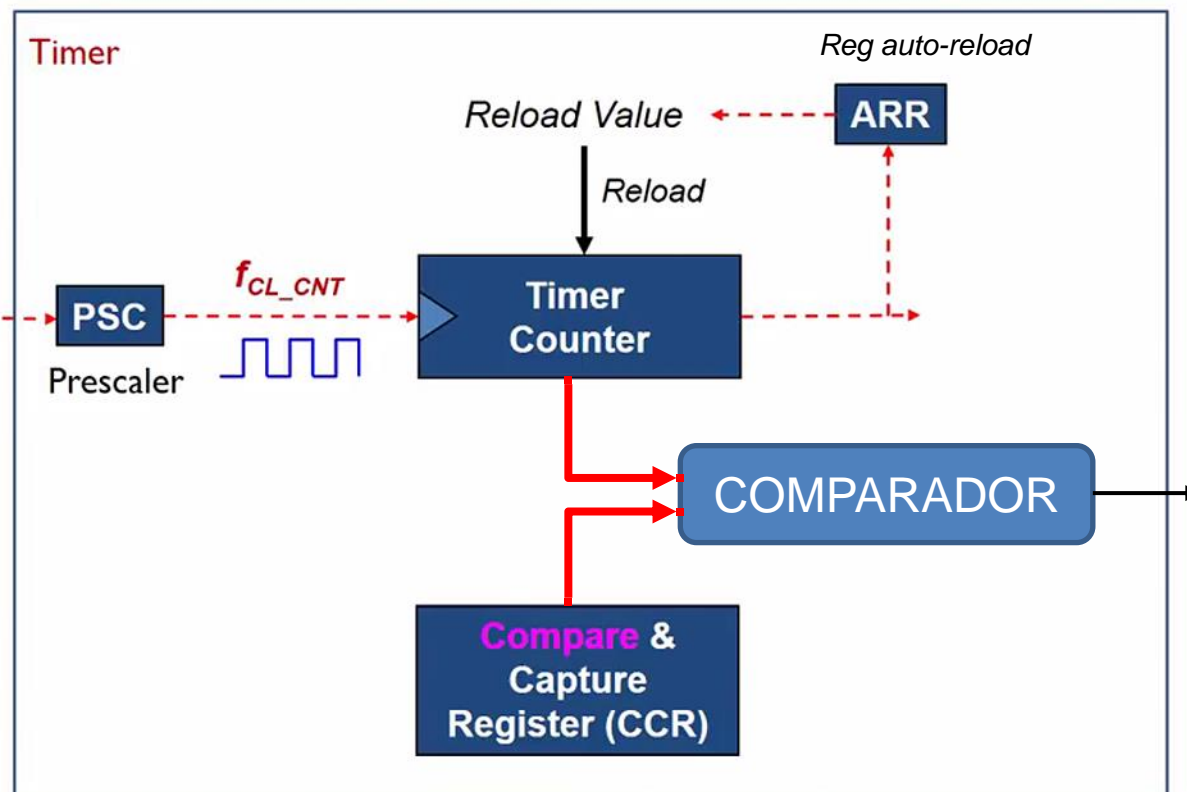 Timer
Reg auto-reload
ARR
Reload Value
Reload
PSC
Prescaler
fCL_CNT
Timer
Counter
COMPARADOR
Compare &
Capture
Register (CCR)